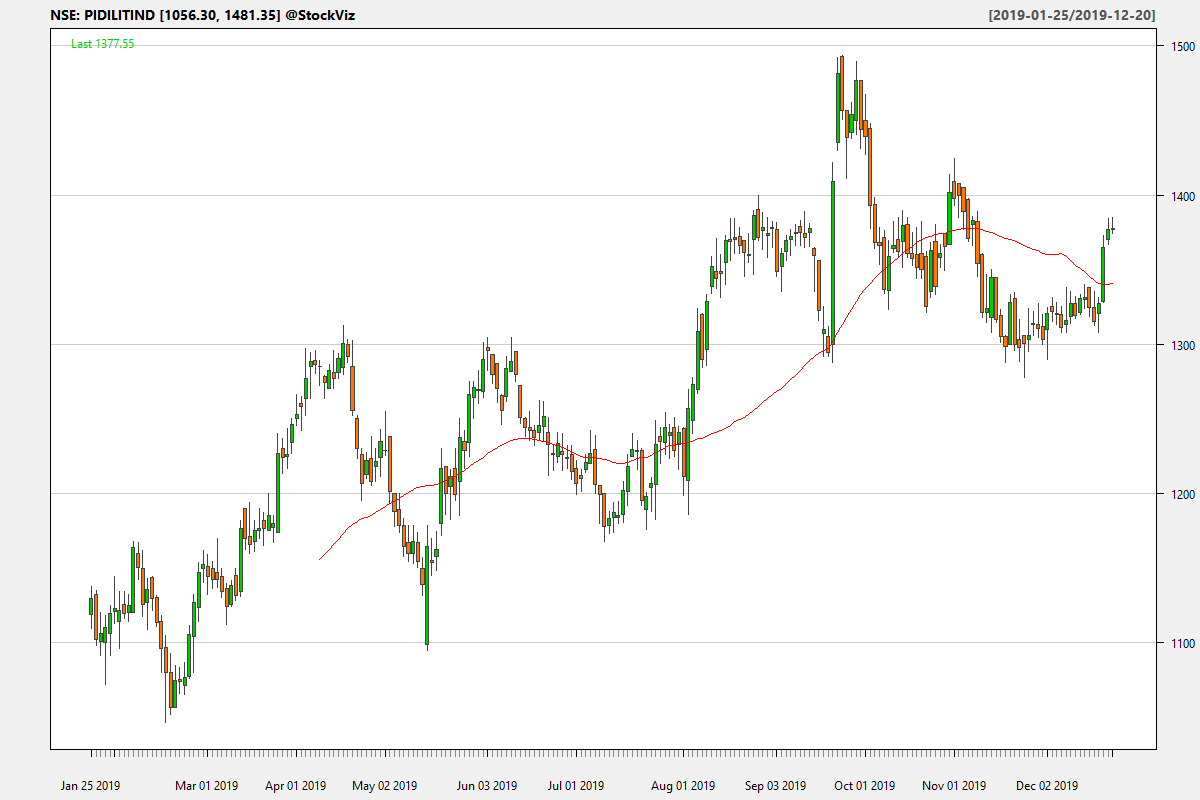 NSE: PIDILITIND [1056.30, 1481.35] @StockViz
[2019-01-25/2019-12-20]
Last 1377.55
1500
1400
1300
1200
1100
Jan 25 2019 Mar 01 2019 Apr 01 2019 May 02 2019 Jun 03 2019 Jul 01 2019 Aug 01 2019 Sep 03 2019 Oct 01 2019 Nov 01 2019 Dec 02 2019